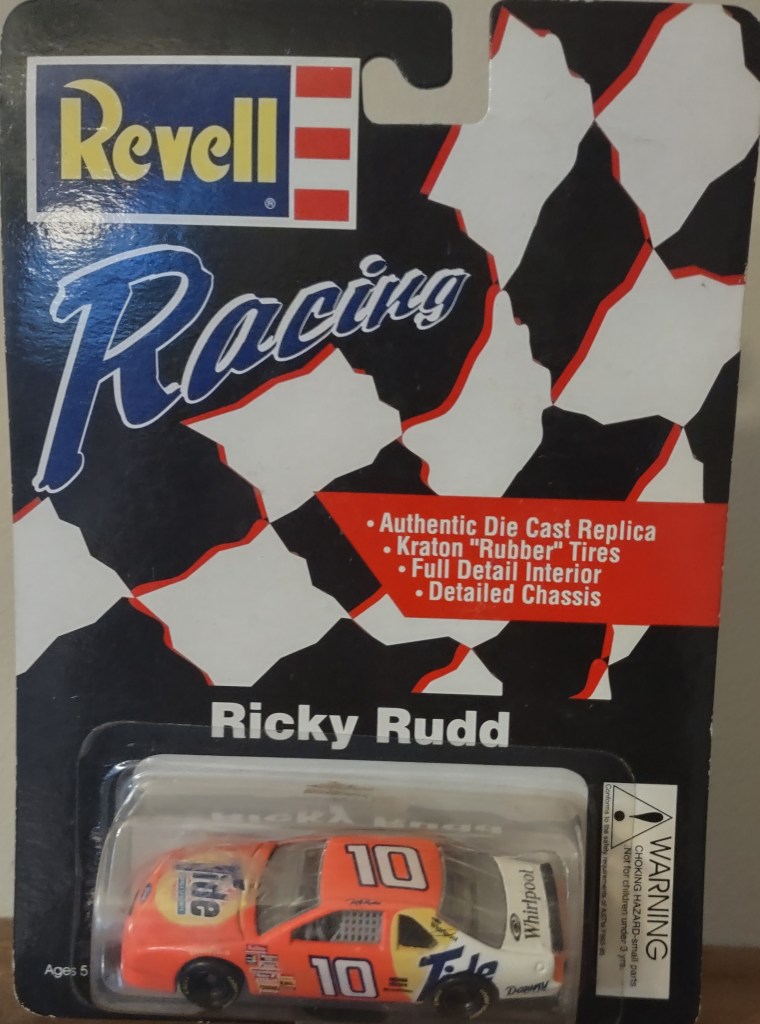 Revell
®
Racing
• Authentic Die Cast Replica
• Kraton "Rubber" Tires
• Full Detail Interior
• Detailed Chassis
Ricky Rudd
WARNING
CHOKING HAZARD-small parts
Not for children under 3 yrs.
10
Tide
Whirlpool
10
Tide
Ages 5